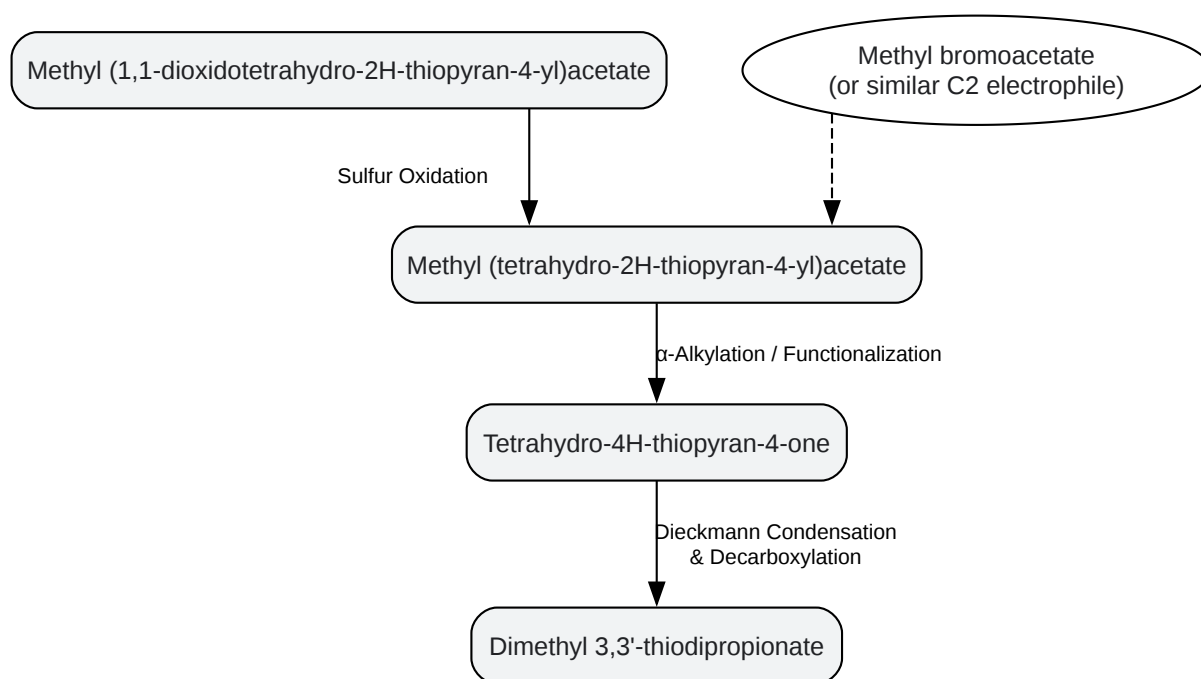 Methyl (1,1-dioxidotetrahydro-2H-thiopyran-4-yl)acetate
Methyl bromoacetate
(or similar C2 electrophile)
Sulfur Oxidation
Methyl (tetrahydro-2H-thiopyran-4-yl)acetate
α-Alkylation / Functionalization
Tetrahydro-4H-thiopyran-4-one
Dieckmann Condensation
& Decarboxylation
Dimethyl 3,3'-thiodipropionate